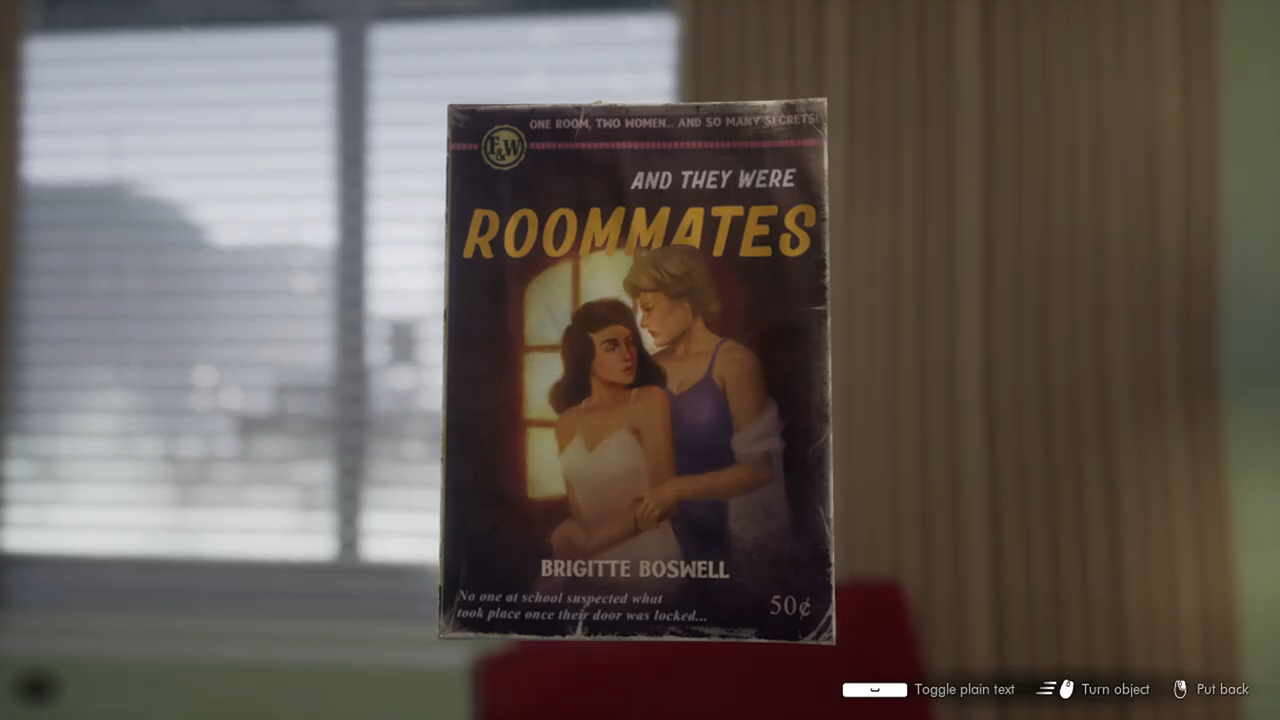 ONE ROOM, TWO WOMEN... AND SO MANY SECRETS!
F&W
AND THEY WERE
ROOMMATES
BRIGITTE BOSWELL
No one at school suspected what
took place once their door was locked...
50¢
Toggle plain text
Turn object
Put back